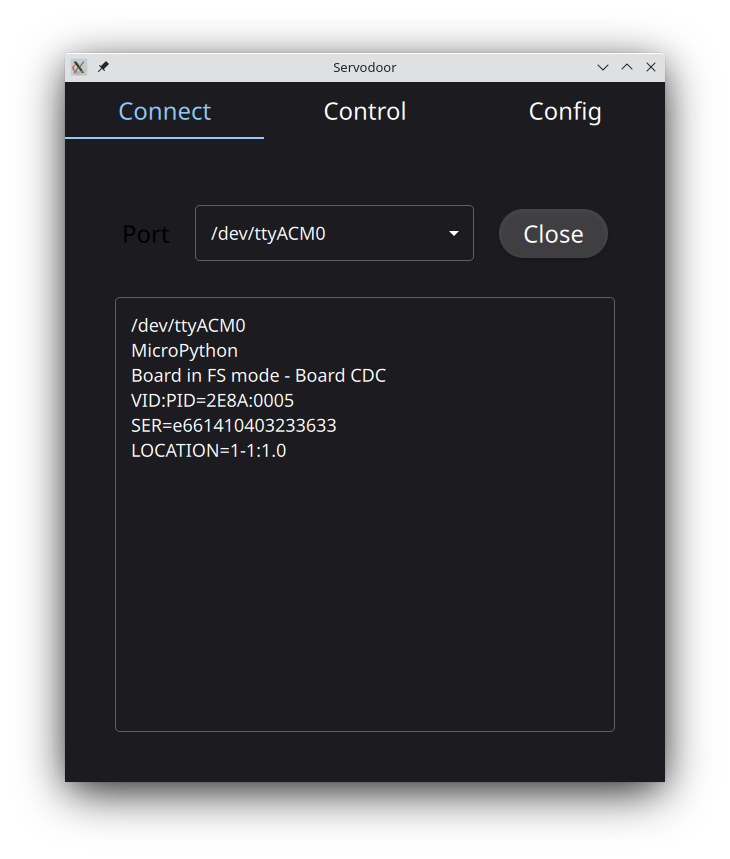 Servodoor
Connect Control Config
Port /dev/ttyACM0 Close
/dev/ttyACM0
MicroPython
Board in FS mode - Board CDC
VID:PID=2E8A:0005
SER=e661410403233633
LOCATION=1-1:1.0